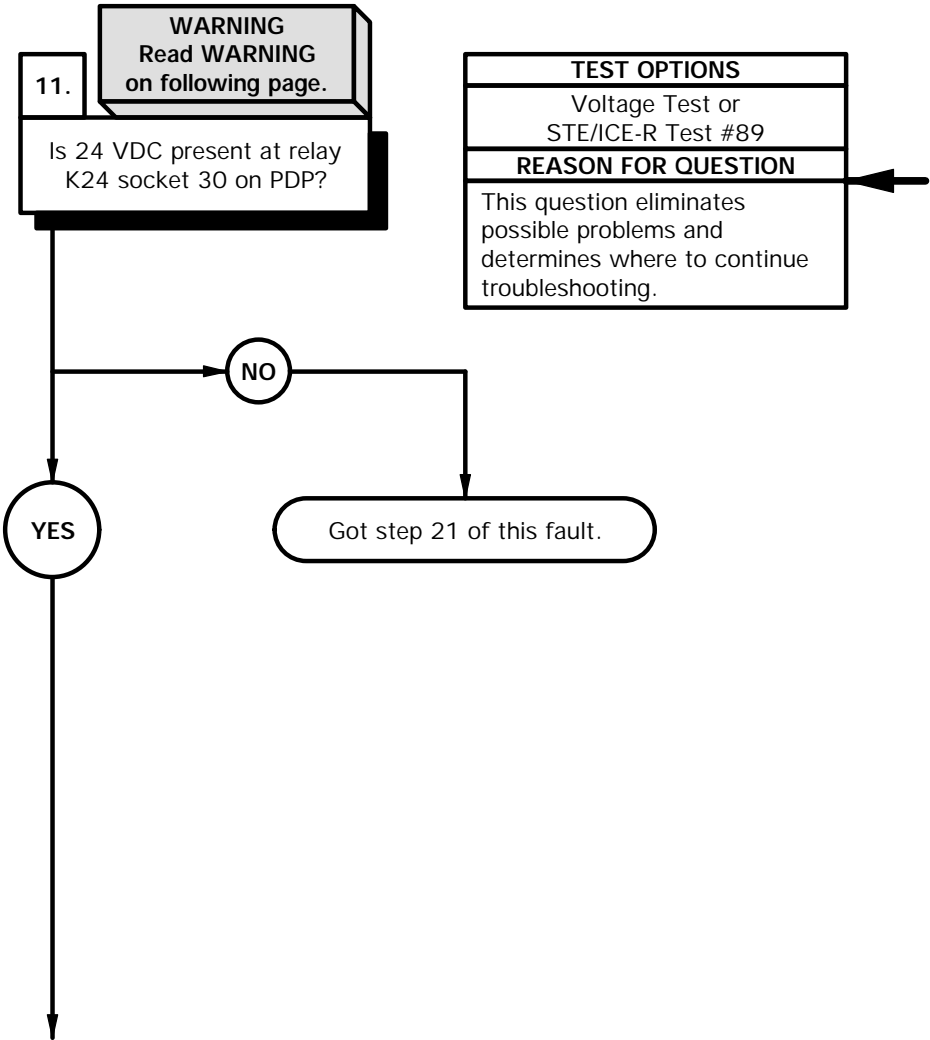 WARNING
Read WARNING
on following page.
11.
Is 24 VDC present at relay
K24 socket 30 on PDP?
TEST OPTIONS
Voltage Test or
STE/ICE-R Test #89
REASON FOR QUESTION
This question eliminates
possible problems and
determines where to continue
troubleshooting.
NO
YES
Got step 21 of this fault.